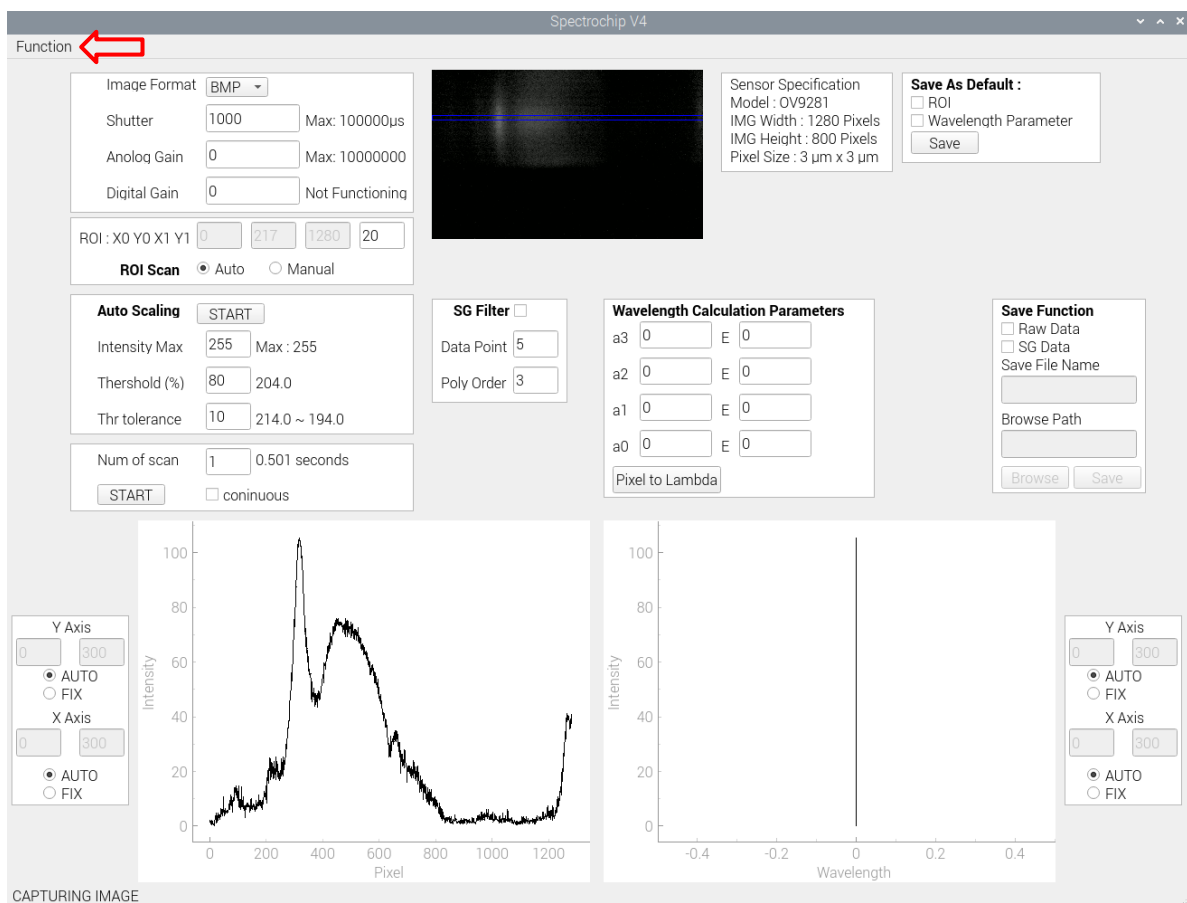 Spectrochip V4
Function
Image Format BMP
Shutter 1000 Max: 100000µs
Anolog Gain 0 Max: 10000000
Digital Gain 0 Not Functioning
ROI : X0 Y0 X1 Y1 0 217 1280 20
ROI Scan Auto Manual
Sensor Specification
Model : OV9281
IMG Width : 1280 Pixels
IMG Height : 800 Pixels
Pixel Size : 3 µm x 3 µm
Save As Default :
ROI
Wavelength Parameter
Save
Auto Scaling START
Intensity Max 255 Max : 255
Thershold (%) 80 204.0
Thr tolerance 10 214.0 ~ 194.0
Num of scan 1 0.501 seconds
START coninuous
SG Filter
Data Point 5
Poly Order 3
Wavelength Calculation Parameters
a3 0 E 0
a2 0 E 0
a1 0 E 0
a0 0 E 0
Pixel to Lambda
Save Function
Raw Data
SG Data
Save File Name
Browse Path
Browse Save
Y Axis
0 300
AUTO
FIX
X Axis
0 300
AUTO
FIX
Intensity
100
80
60
40
20
0
0 200 400 600 800 1000 1200
Pixel
Intensity
100
80
60
40
20
0
-0.4 -0.2 0 0.2 0.4
Wavelength
Y Axis
0 300
AUTO
FIX
X Axis
0 300
AUTO
FIX
CAPTURING IMAGE